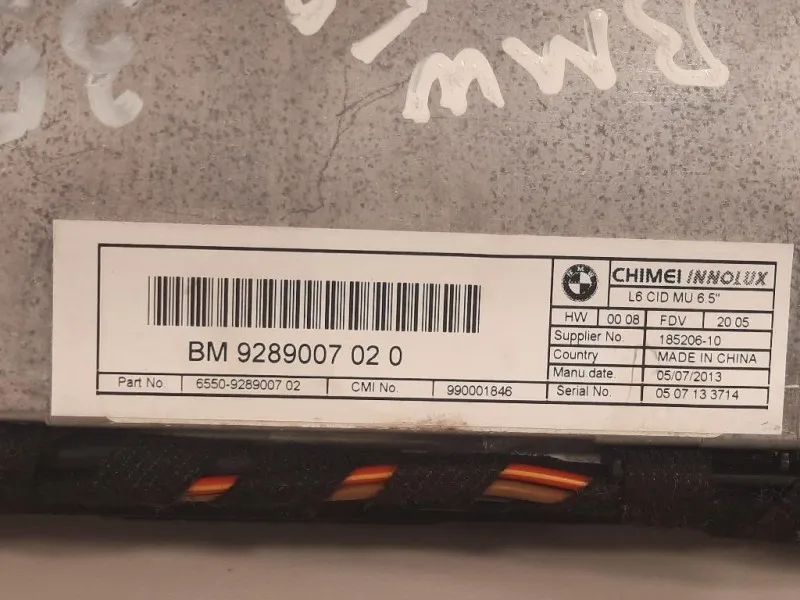 BMW
BM 9289007 02 0
Part No. 6550-9289007 02 CMI No. 990001846
BMW CHIMEI INNOLUX
L6 CID MU 6.5"
HW 00 08 FDV 20 05
Supplier No. 185206-10
Country MADE IN CHINA
Manu date. 05/07/2013
Serial No. 05 07 13 3714